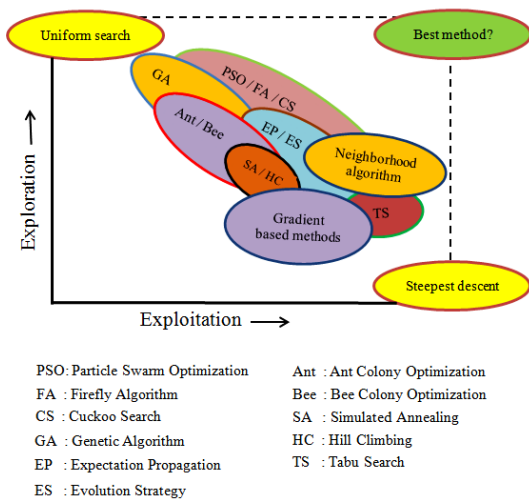 Uniform search
Best method?
GA
PSO / FA / CS
Ant / Bee
EP / ES
Neighborhood
algorithm
SA / HC
TS
Gradient
based methods
Steepest descent
Exploration
Exploitation
PSO: Particle Swarm Optimization
FA : Firefly Algorithm
CS : Cuckoo Search
GA : Genetic Algorithm
EP : Expectation Propagation
ES : Evolution Strategy
Ant : Ant Colony Optimization
Bee : Bee Colony Optimization
SA : Simulated Annealing
HC : Hill Climbing
TS : Tabu Search